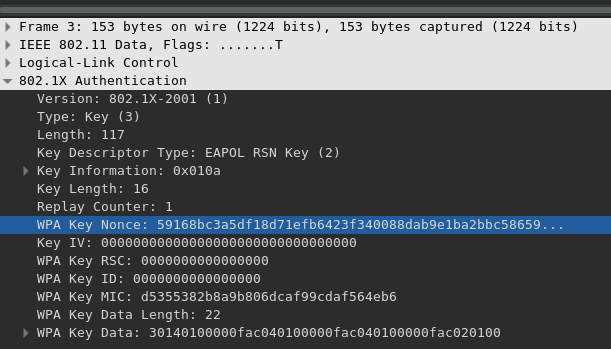 Frame 3: 153 bytes on wire (1224 bits), 153 bytes captured (1224 bits)
IEEE 802.11 Data, Flags: .......T
Logical-Link Control
802.1X Authentication
Version: 802.1X-2001 (1)
Type: Key (3)
Length: 117
Key Descriptor Type: EAPOL RSN Key (2)
Key Information: 0x010a
Key Length: 16
Replay Counter: 1
WPA Key Nonce: 59168bc3a5df18d71efb6423f340088dab9e1ba2bbc58659...
Key IV: 00000000000000000000000000000000
WPA Key RSC: 0000000000000000
WPA Key ID: 0000000000000000
WPA Key MIC: d5355382b8a9b806dcaf99cdaf564eb6
WPA Key Data Length: 22
WPA Key Data: 30140100000fac040100000fac040100000fac020100